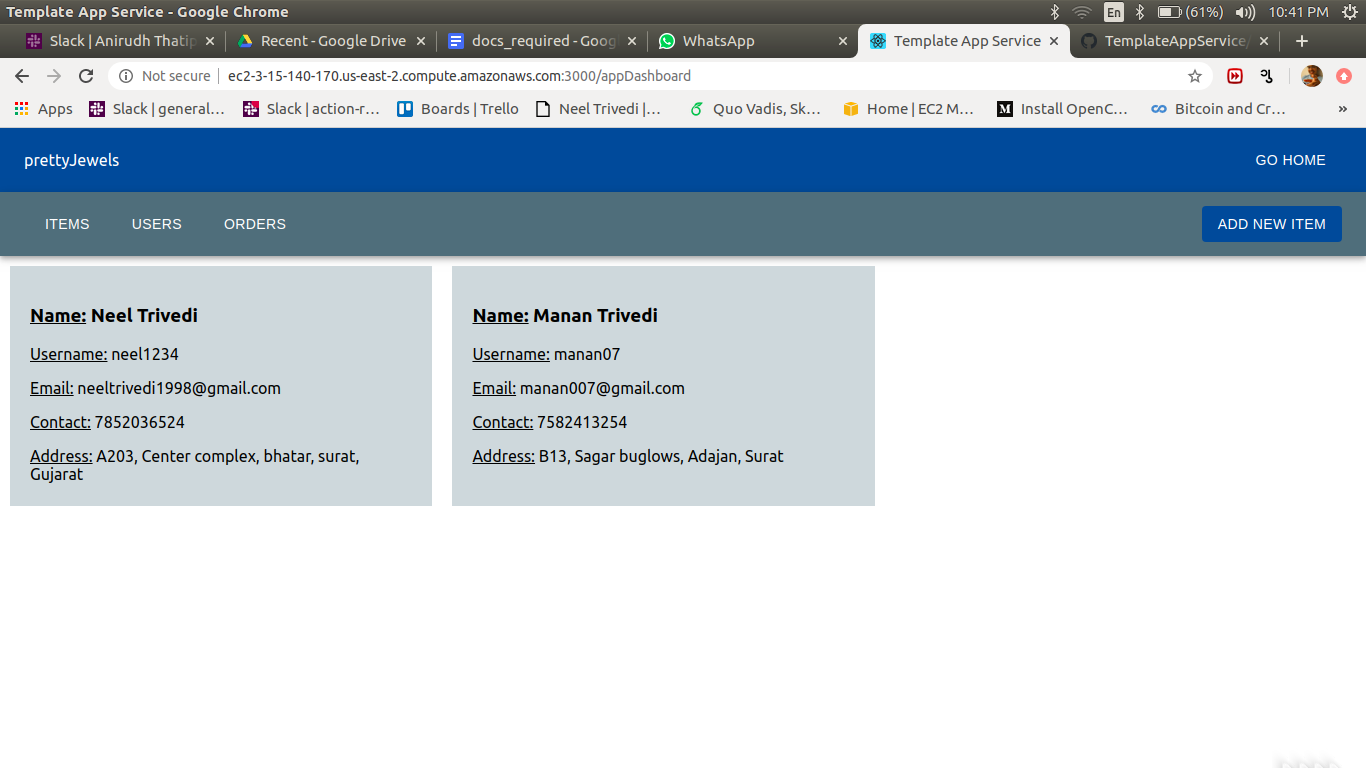 Template App Service - Google Chrome
En
(61%)
10:41 PM
Slack | Anirudh Thatip
Recent - Google Drive
docs_required - Goog
WhatsApp
Template App Service
TemplateAppService/
Not secure
ec2-3-15-140-170.us-east-2.compute.amazonaws.com:3000/appDashboard
Apps
Slack | general...
Slack | action-r...
Boards | Trello
Neel Trivedi |...
Quo Vadis, Sk...
Home | EC2 M...
Install OpenC...
Bitcoin and Cr...
»
prettyJewels
GO HOME
ITEMS
USERS
ORDERS
ADD NEW ITEM
Name: Neel Trivedi
Username: neel1234
Email: neeltrivedi1998@gmail.com
Contact: 7852036524
Address: A203, Center complex, bhatar, surat,
Gujarat
Name: Manan Trivedi
Username: manan07
Email: manan007@gmail.com
Contact: 7582413254
Address: B13, Sagar buglows, Adajan, Surat